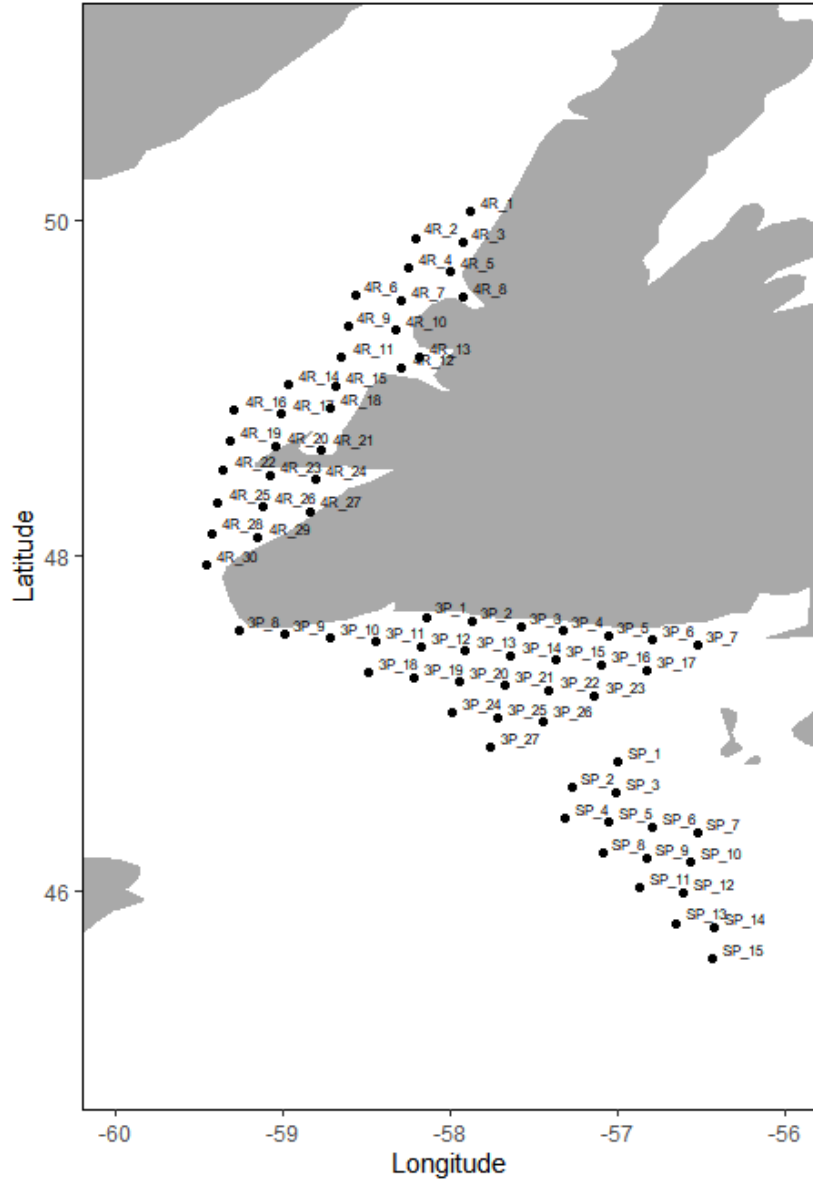 4R_1
50
4R_2
4R_3
4R_4
4R_5
4R_6
4R_7
4R_8
4R_9
4R_10
4R_11
4R_13
4R_12
4R_14
4R_15
4R_16
4R_17
4R_18
4R_19
4R_20
4R_21
4R_22
4R_23
4R_24
4R_25
4R_26
4R_27
4R_28
4R_29
48
4R_30
Latitude
3P_1
3P_2
3P_3
3P_4
3P_5
3P_6
3P_7
3P_8
3P_9
3P_10
3P_11
3P_12
3P_13
3P_14
3P_15
3P_16
3P_17
3P_18
3P_19
3P_20
3P_21
3P_22
3P_23
3P_24
3P_25
3P_26
3P_27
SP_1
SP_2
SP_3
SP_4
SP_5
SP_6
SP_7
SP_8
SP_9
SP_10
46
SP_11
SP_12
SP_13
SP_14
SP_15
-60
-59
-58
-57
-56
Longitude